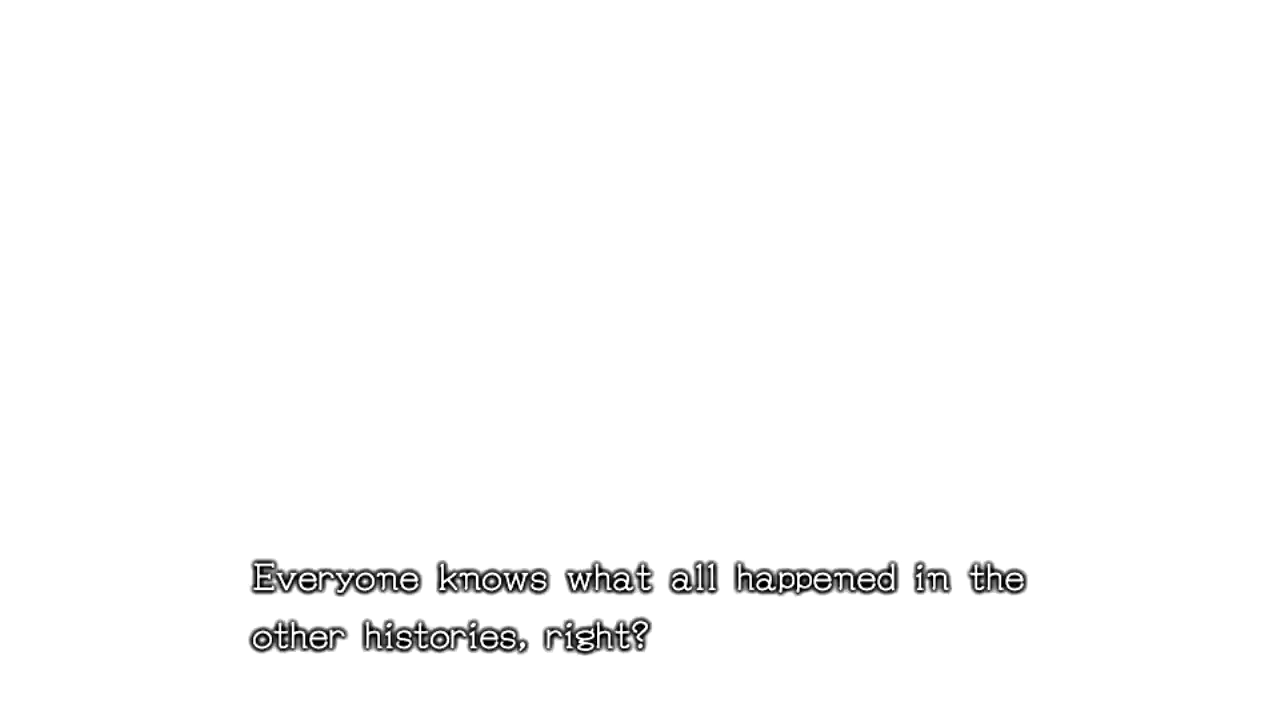 Everyone knows what all happened in the
other histories, right?